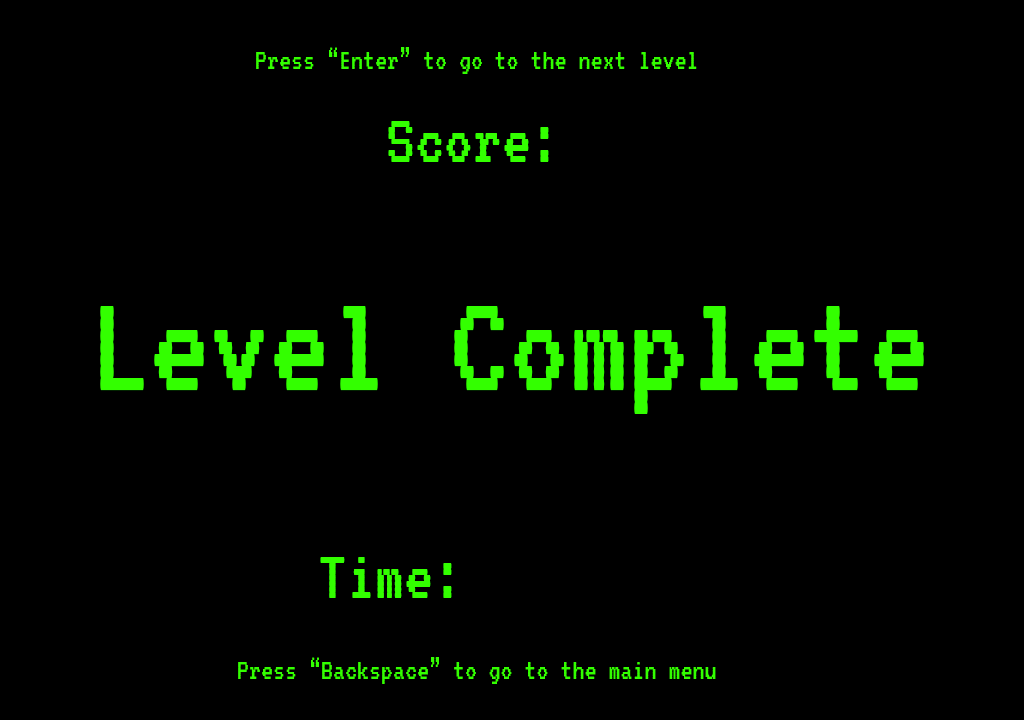 Press “Enter” to go to the next level
Score:
Level Complete
Time:
Press “Backspace” to go to the main menu